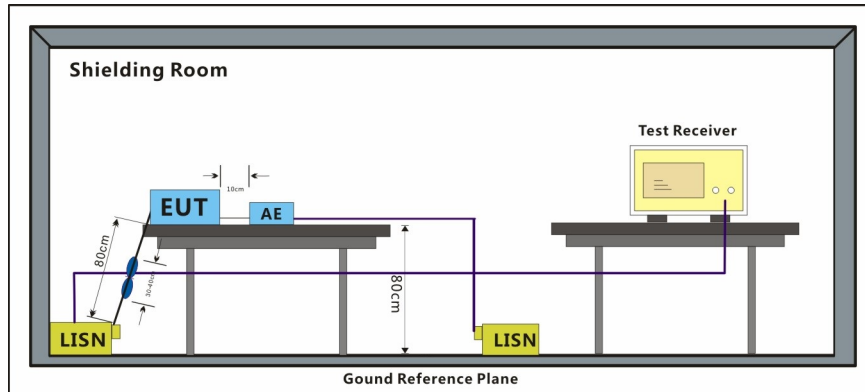 Shielding Room
Test Receiver
10cm
EUT
AE
80cm
30-40cm
80cm
LISN
LISN
Gound Reference Plane